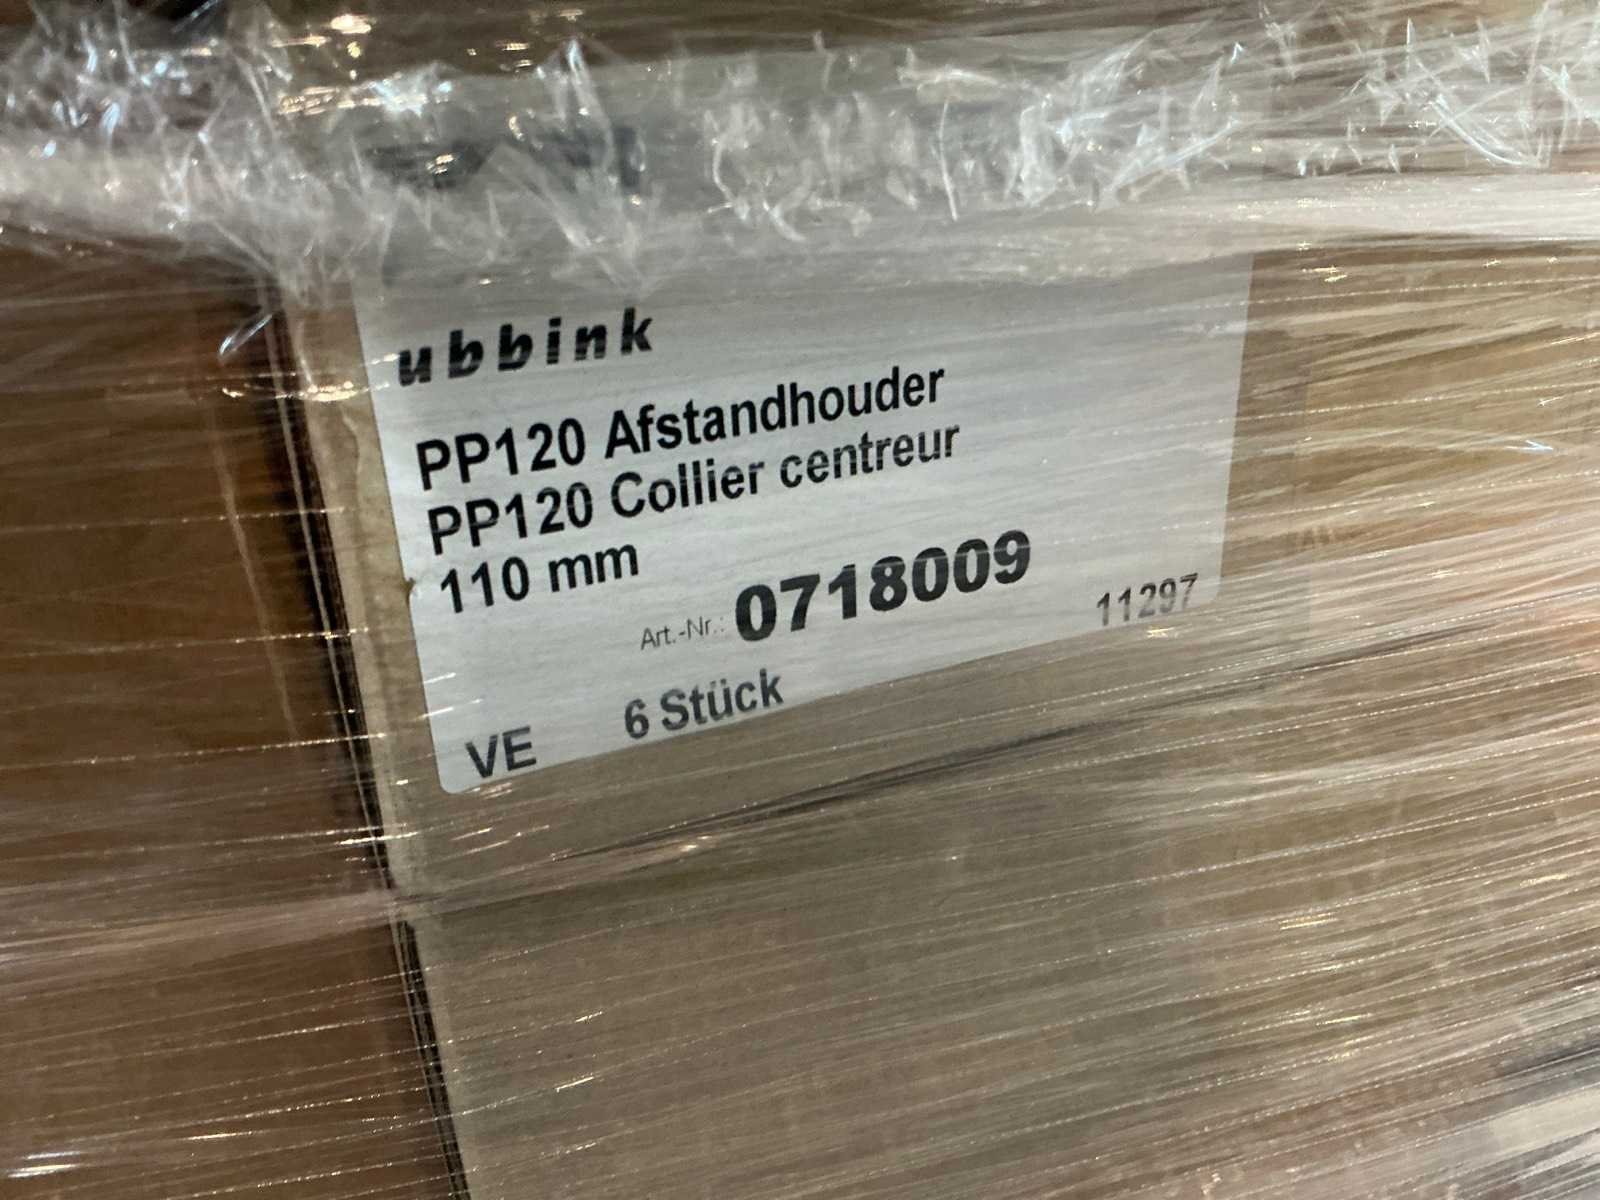 ubbink
PP120 Afstandhouder
PP120 Collier centreur
110 mm
Art.-Nr.: 0718009
11297
VE 6 Stück